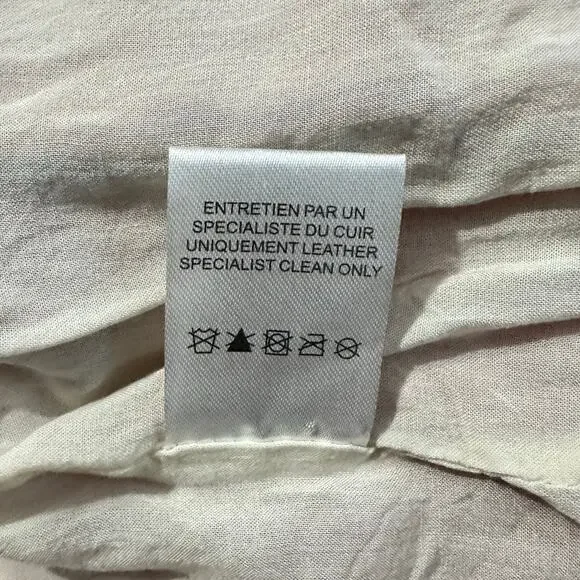 ENTRETIEN PAR UN
SPECIALISTE DU CUIR
UNIQUEMENT LEATHER
SPECIALIST CLEAN ONLY